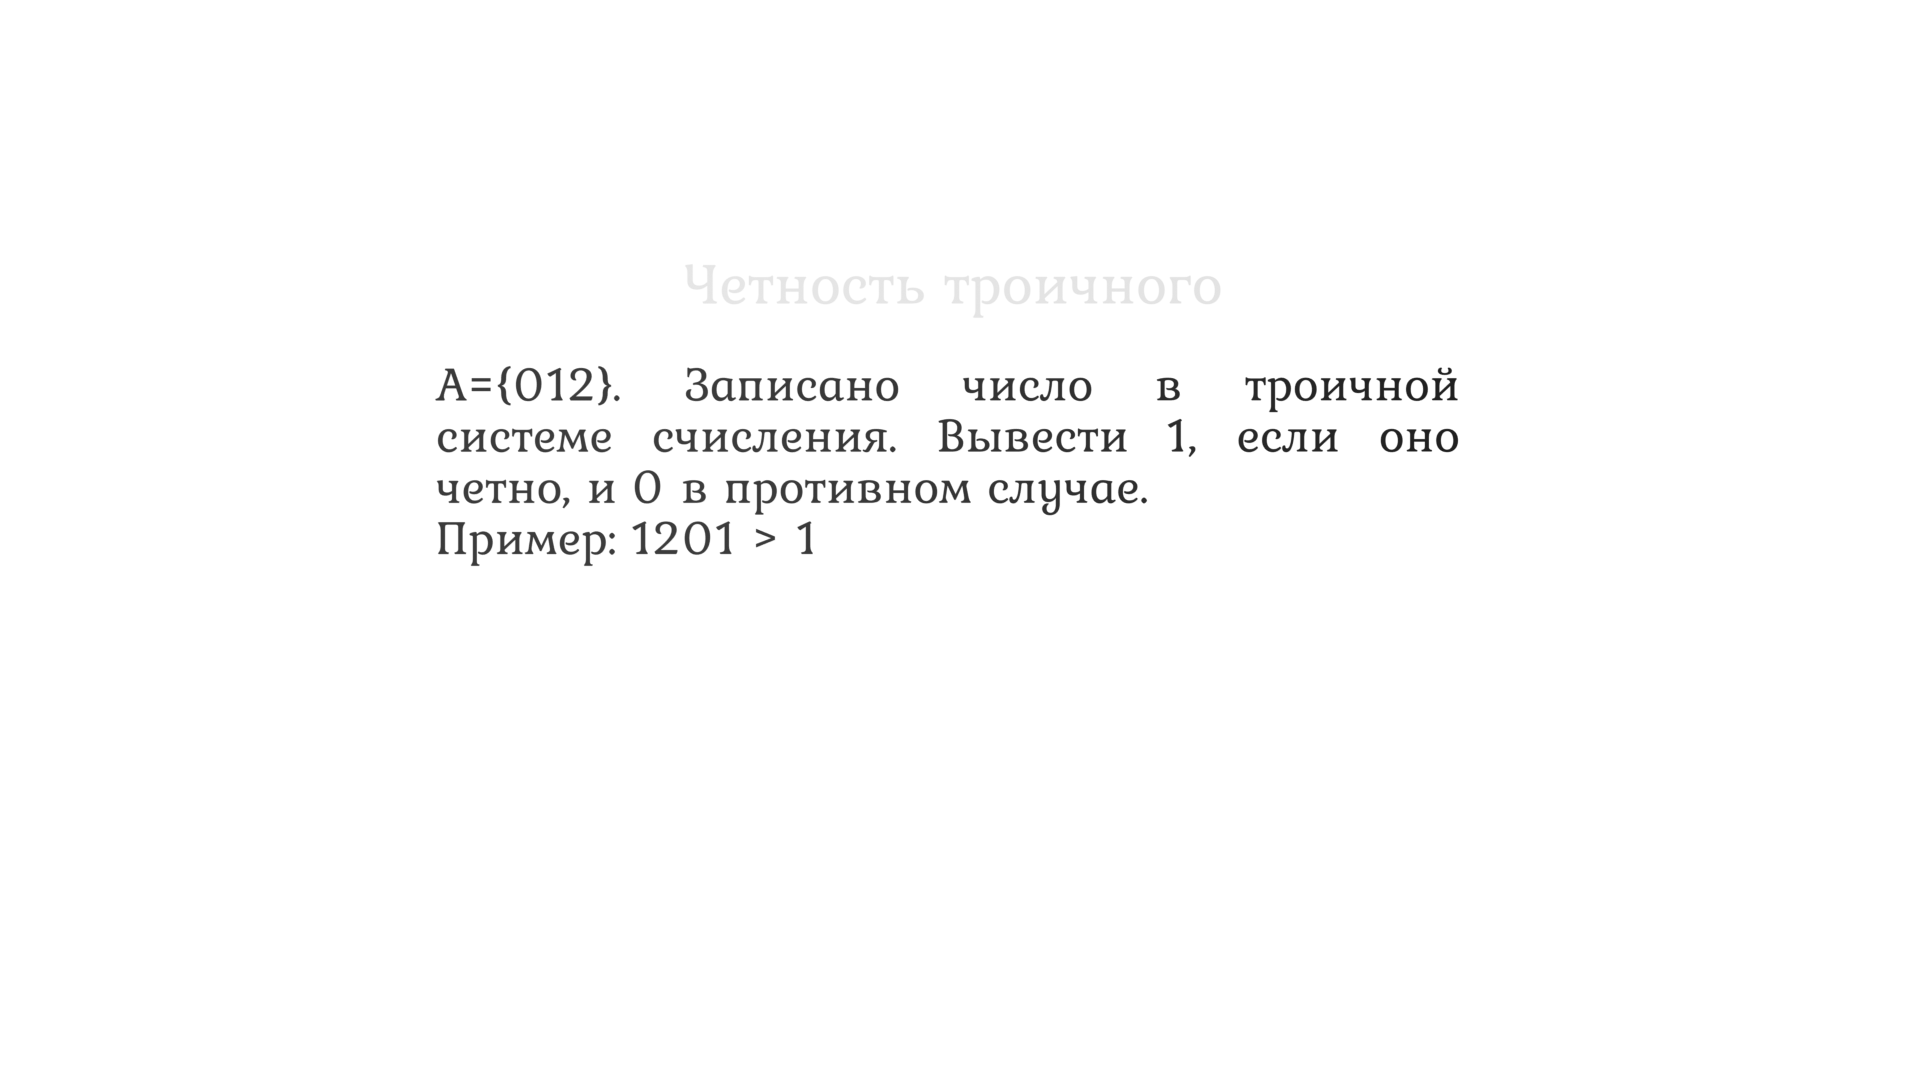 Четность троичного
A={012}. Записано число в троичной
системе счисления. Вывести 1, если оно
четно, и 0 в противном случае.
Пример: 1201 > 1